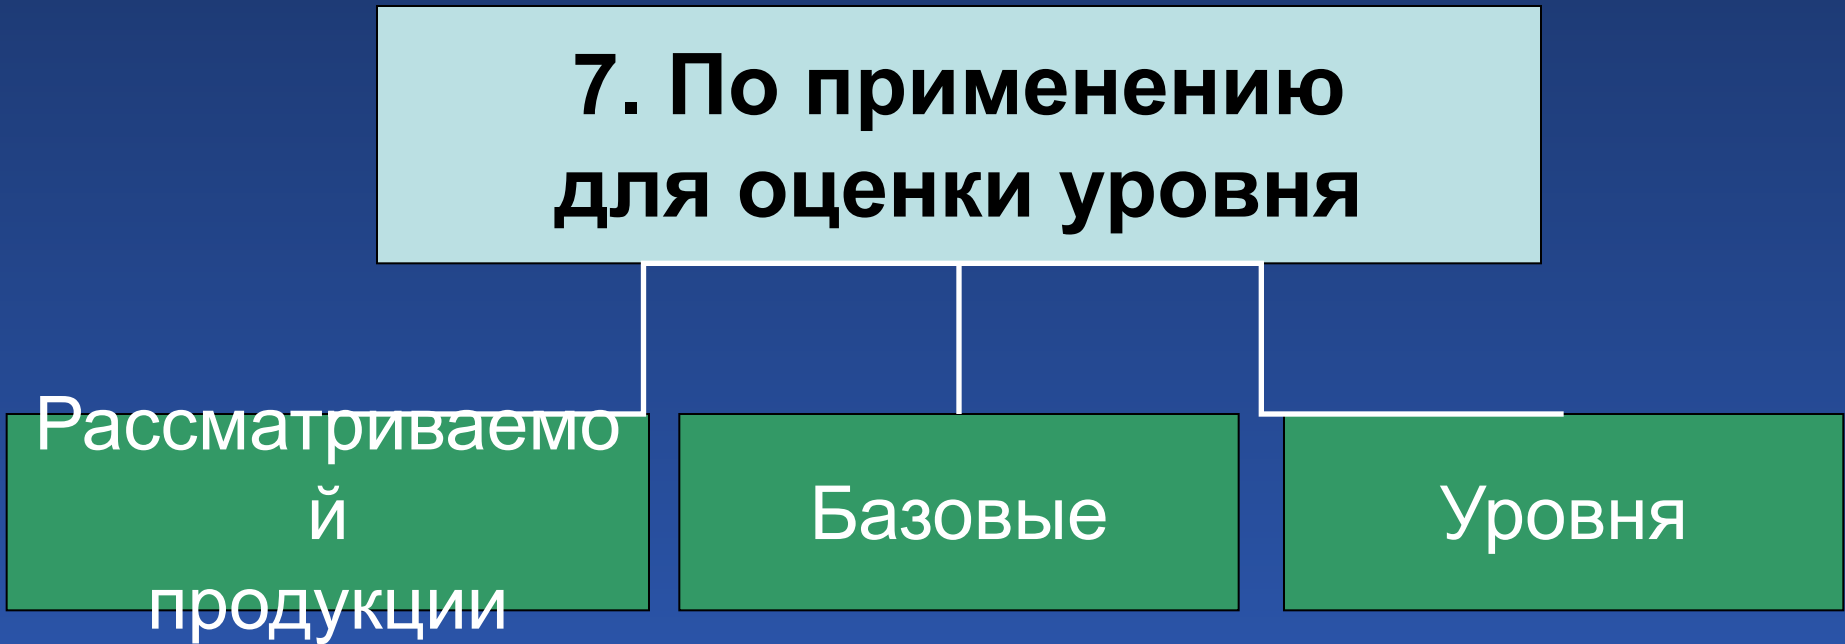 7. По применению
для оценки уровня
Рассматриваемо
й
продукции
Базовые
Уровня